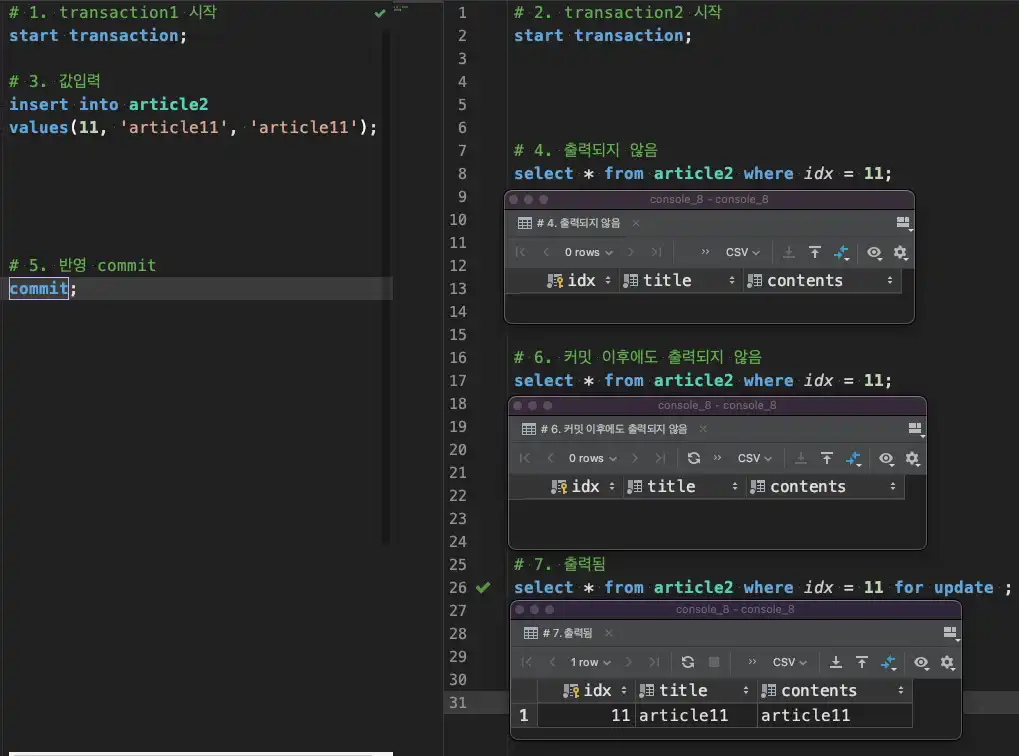 # 1. transaction1 시작
start transaction;
# 3. 값입력
insert into article2
values(11, 'article11', 'article11');
# 5. 반영 commit
commit;
1 # 2. transaction2 시작
2 start transaction;
3
4
5
6
7 # 4. 출력되지 않음
8 select * from article2 where idx = 11;
9
console_8 - console_8
10 # 4. 출력되지 않음
11 0 rows CSV
12 idx title contents
13
14
15
16 # 6. 커밋 이후에도 출력되지 않음
17 select * from article2 where idx = 11;
18 console_8 - console_8
19 # 6. 커밋 이후에도 출력되지 않음
20 0 rows CSV
21
22 idx title contents
23
24
25 # 7. 출력됨
26 select * from article2 where idx = 11 for update ;
27 console_8 - console_8
28 # 7.출력됨
29 1 row CSV
30 idx title contents
31 1 11 article11 article11